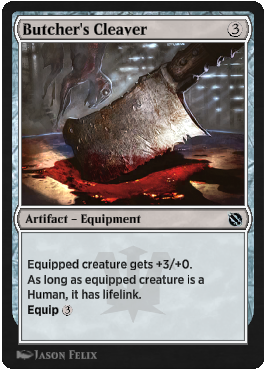 Butcher's Cleaver 3
Artifact – Equipment
Equipped creature gets +3/+0.
As long as equipped creature is a
Human, it has lifelink.
Equip 3
Jason Felix